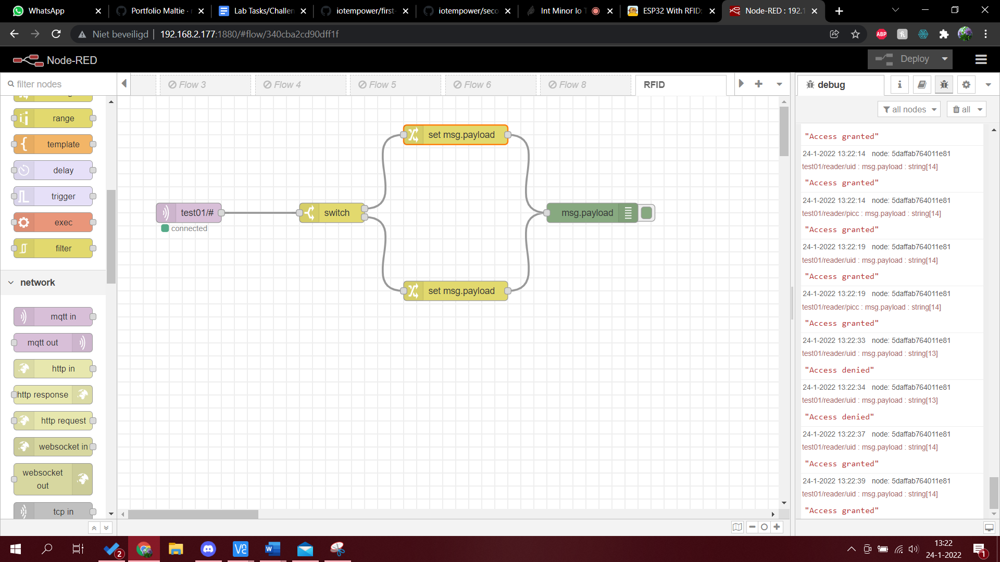 WhatsApp
Portfolio Maltie ·
Lab Tasks/Challen
iotempower/first-
iotempower/seco
Int Minor Io T
ESP32 With RFID:
Node-RED : 192.1
Niet beveiligd
192.168.2.177:1880/#flow/340cba2cd90dff1f
ABP
Node-RED
Deploy
filter nodes
Flow 3
Flow 4
Flow 5
Flow 6
Flow 8
RFID
debug
all nodes
all
range
template
delay
trigger
exec
filter
network
mqtt in
mqtt out
http in
http response
http request
websocket in
websocket
out
tcp in
test01/#
connected
switch
set msg.payload
set msg.payload
msg.payload
"Access granted"
24-1-2022 13:22:14 node: 5daffab764011e81
test01/reader/uid : msg.payload : string[14]
"Access granted"
24-1-2022 13:22:14 node: 5daffab764011e81
test01/reader/picc : msg.payload : string[14]
"Access granted"
24-1-2022 13:22:19 node: 5daffab764011e81
test01/reader/uid : msg.payload : string[14]
"Access granted"
24-1-2022 13:22:19 node: 5daffab764011e81
test01/reader/picc : msg.payload : string[14]
"Access granted"
24-1-2022 13:22:33 node: 5daffab764011e81
test01/reader/uid : msg.payload : string[13]
"Access denied"
24-1-2022 13:22:34 node: 5daffab764011e81
test01/reader/uid : msg.payload : string[13]
"Access denied"
24-1-2022 13:22:37 node: 5daffab764011e81
test01/reader/uid : msg.payload : string[14]
"Access granted"
24-1-2022 13:22:39 node: 5daffab764011e81
test01/reader/uid : msg.payload : string[14]
"Access granted"
2
13:22
24-1-2022
1